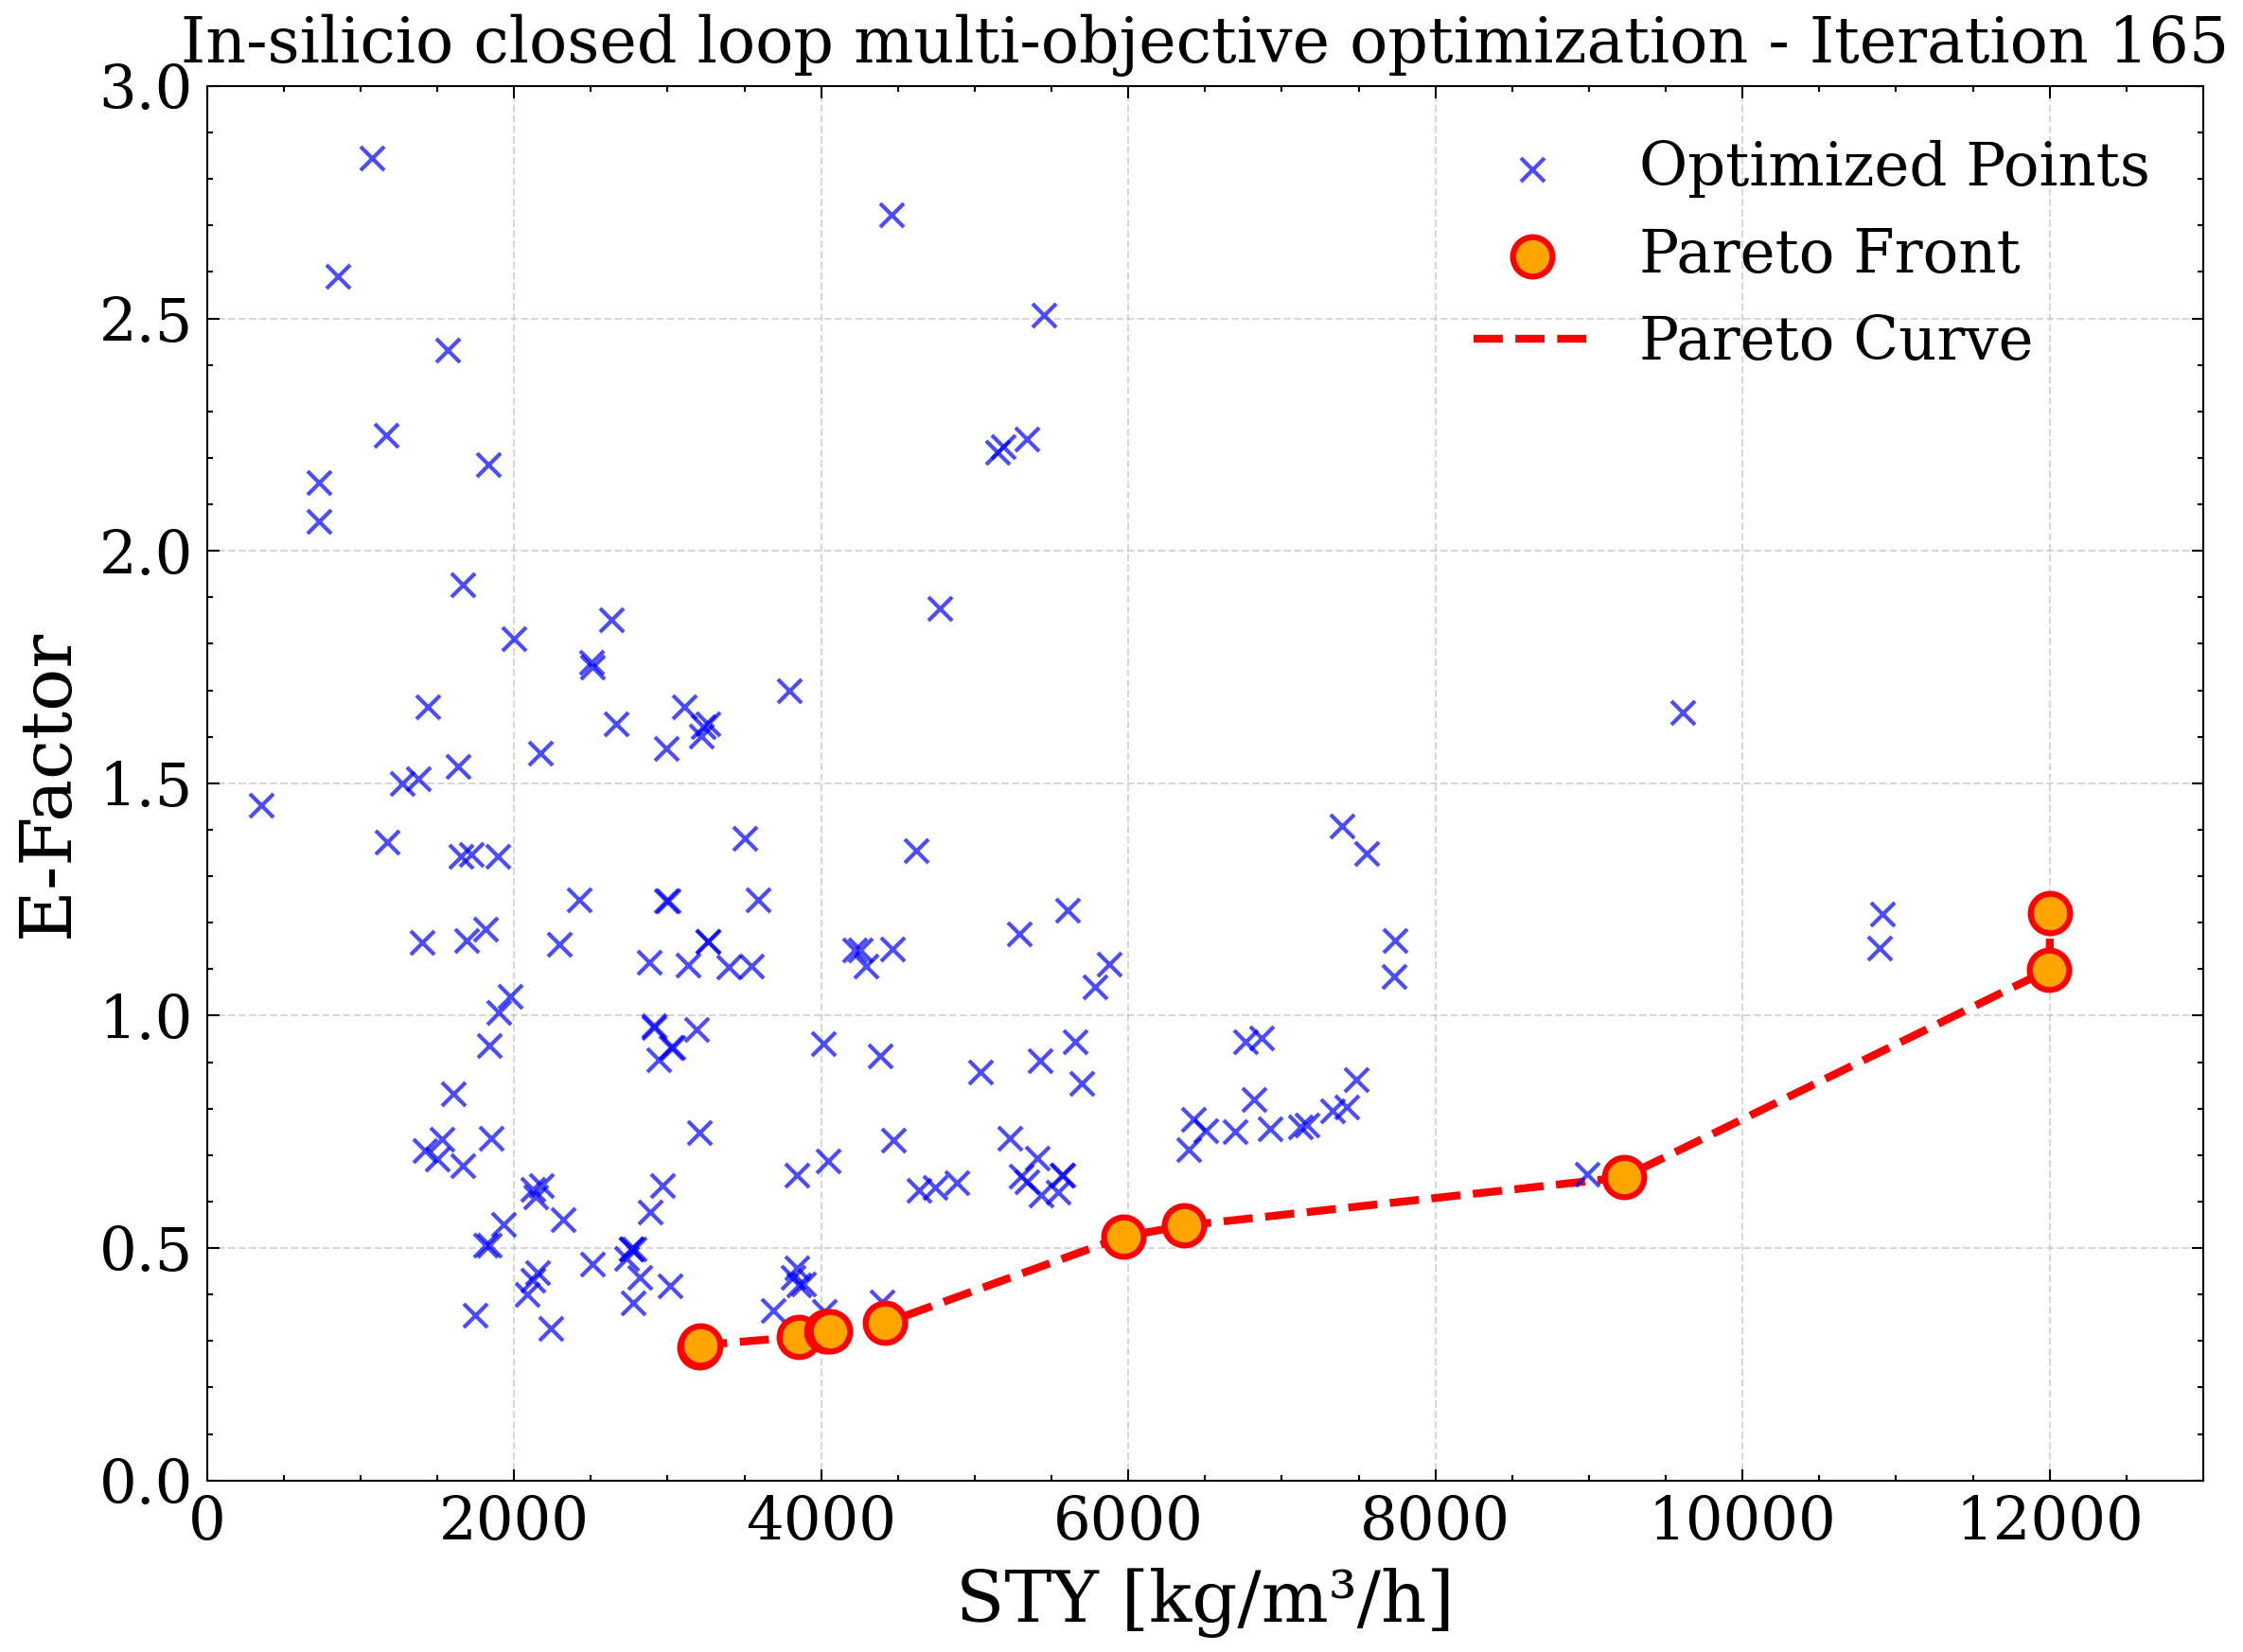 In-silicio closed loop multi-objective optimization - Iteration 165
3.0
2.5
2.0
1.5
1.0
0.5
0.0
E-Factor
Optimized Points
Pareto Front
Pareto Curve
0 2000 4000 6000 8000 10000 12000
STY [kg/m³/h]